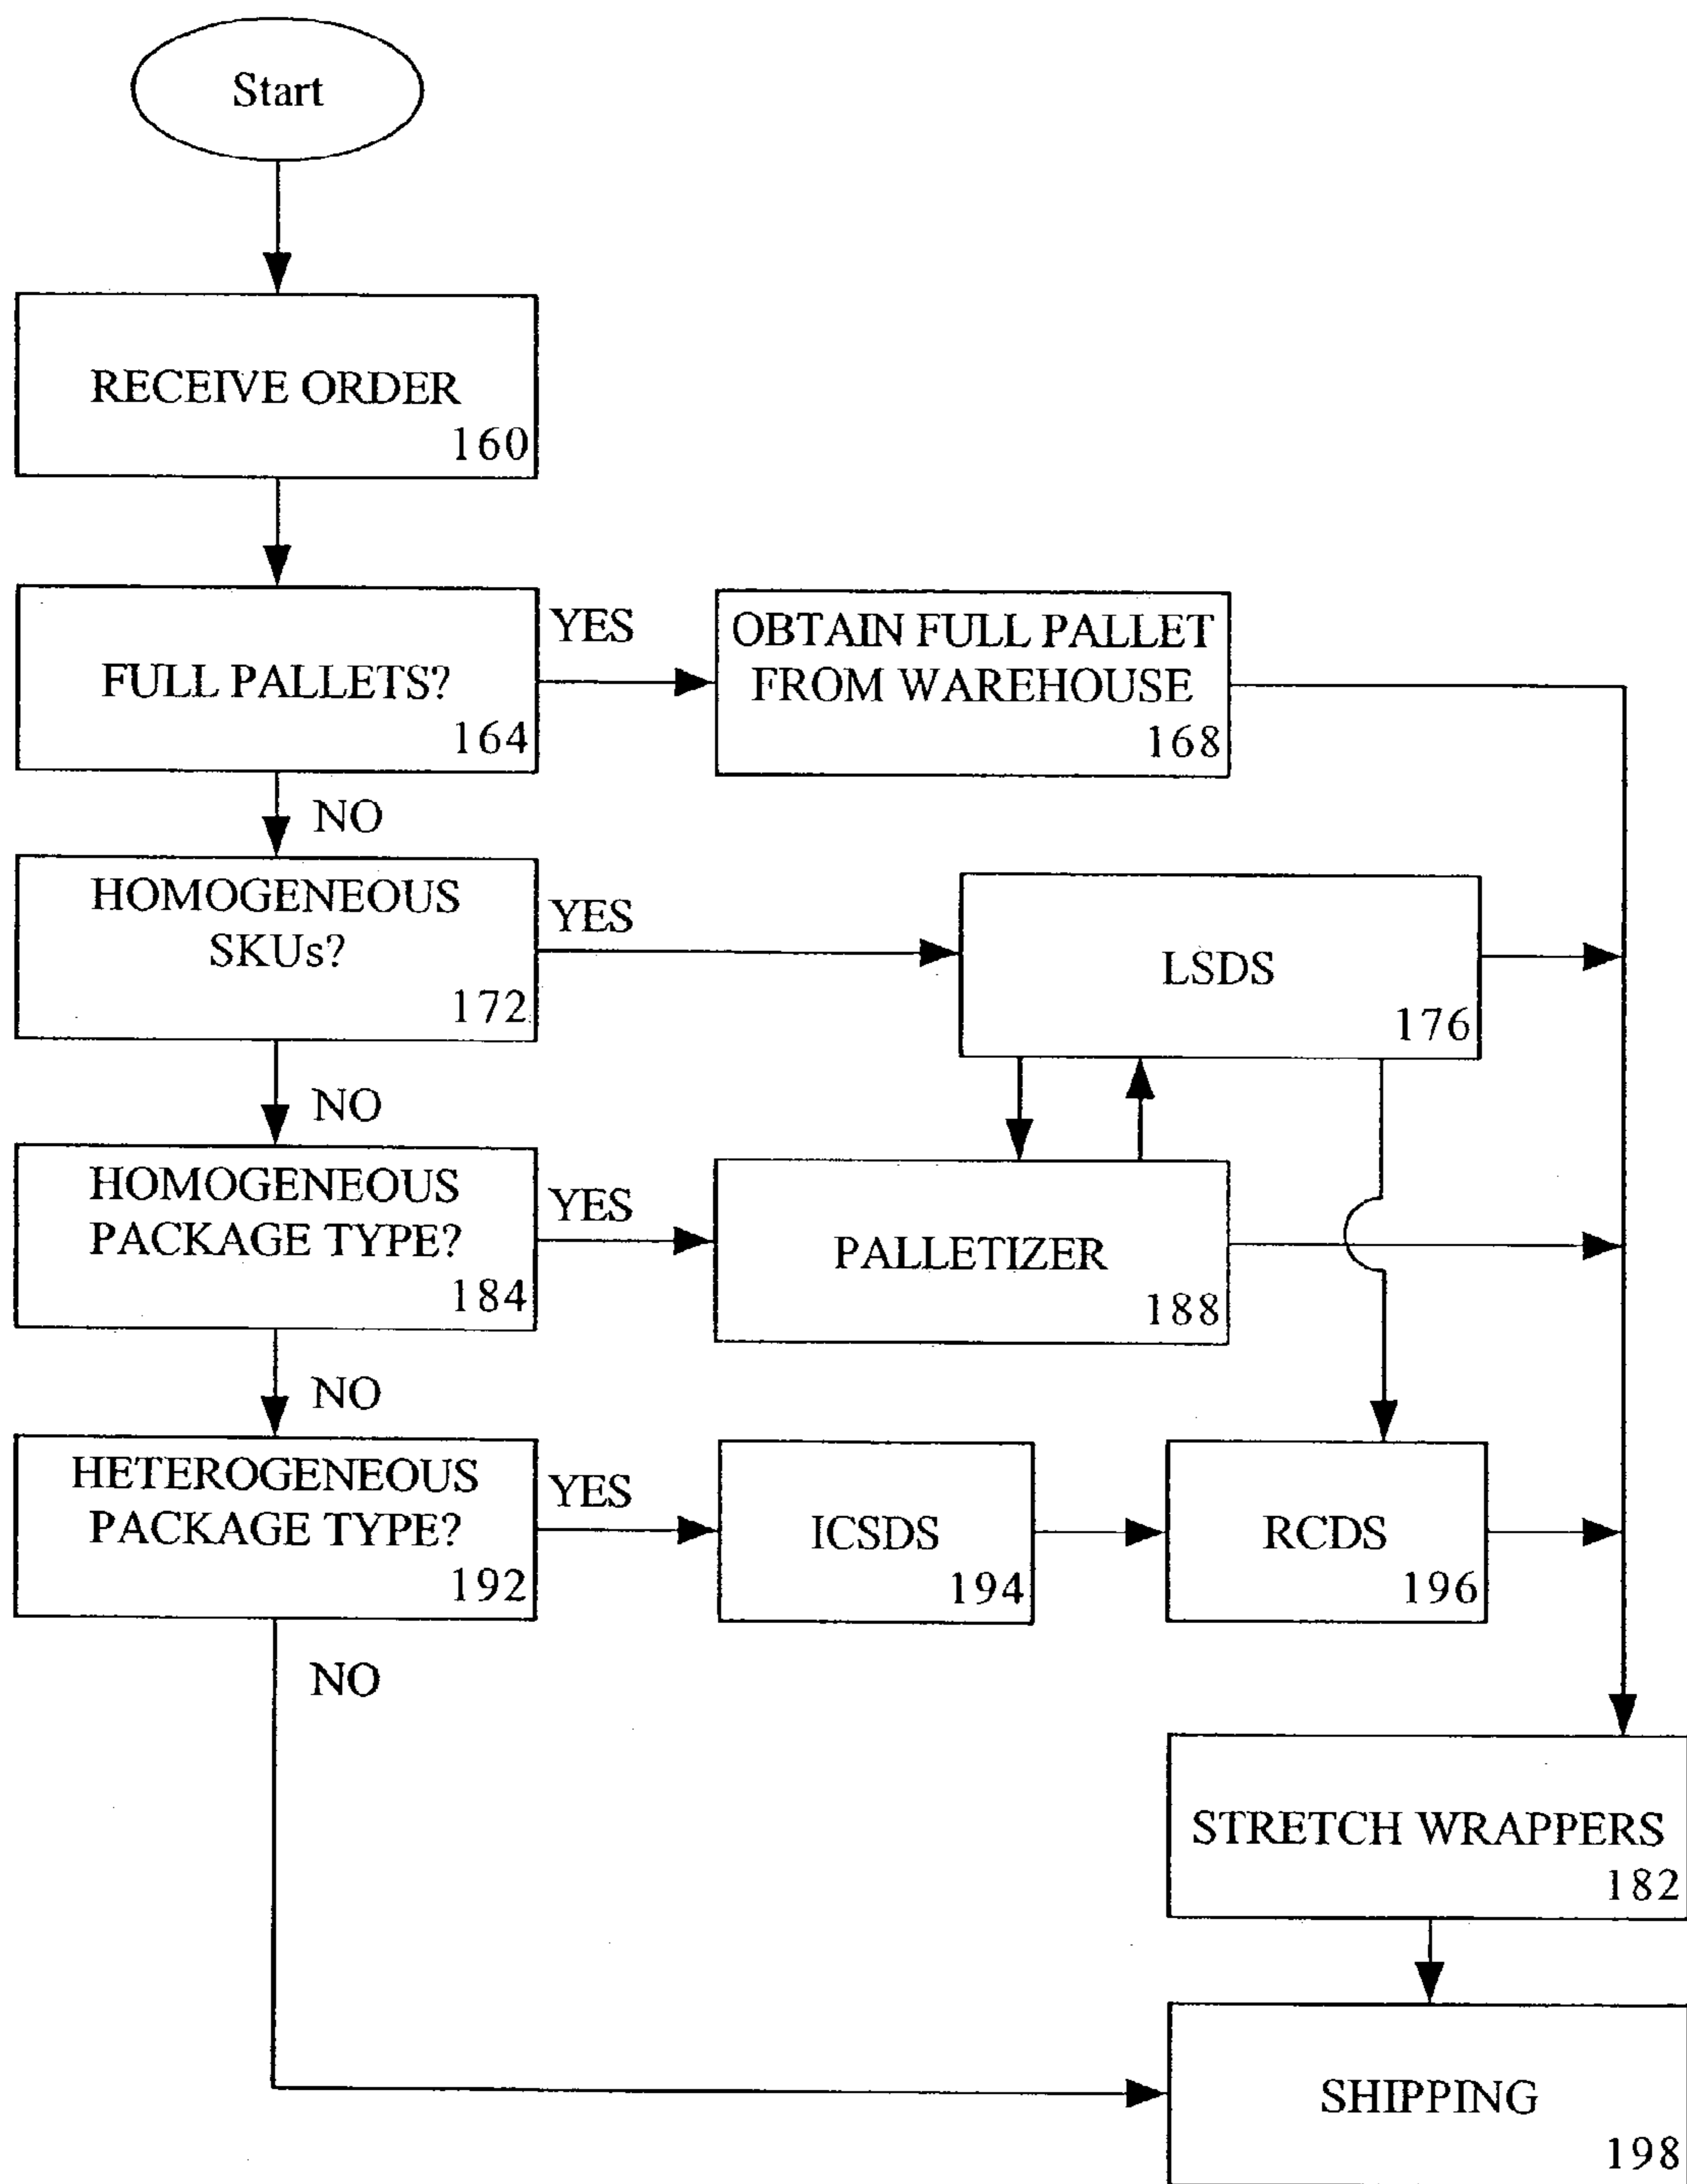 Start
RECEIVE ORDER
160
FULL PALLETS?
164
YES
OBTAIN FULL PALLET
FROM WAREHOUSE
168
NO
HOMOGENEOUS
SKUs?
172
YES
LSDS
176
NO
HOMOGENEOUS
PACKAGE TYPE?
184
YES
PALLETIZER
188
NO
HETEROGENEOUS
PACKAGE TYPE?
192
YES
ICSDS
194
RCDS
196
NO
STRETCH WRAPPERS
182
SHIPPING
198